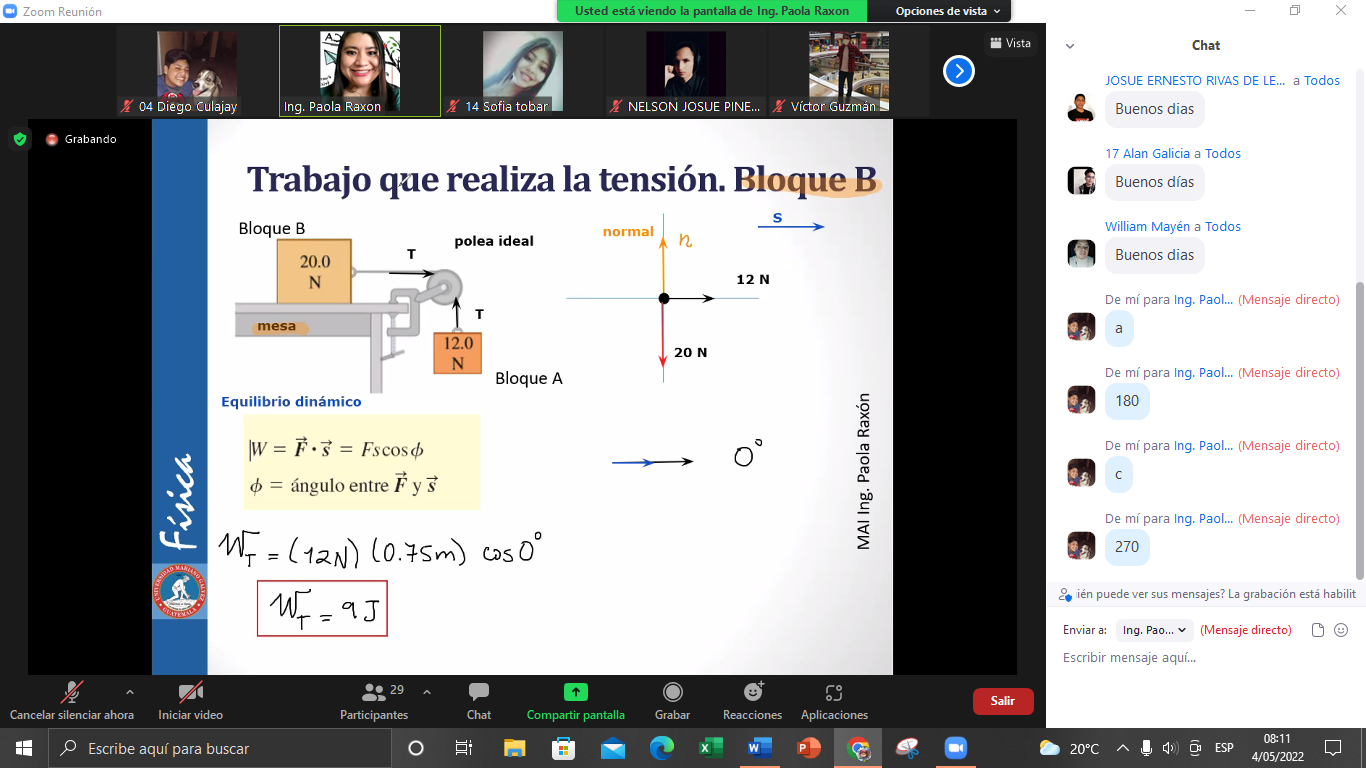 Zoom Reunión
Usted está viendo la pantalla de Ing. Paola Raxon
Opciones de vista
04 Diego Culajay
Ing. Paola Raxon
14 Sofia tobar
NELSON JOSUE PINE...
Víctor Guzmán
Vista
Grabando
Trabajo que realiza la tensión. Bloque B
Bloque B
20.0
N
T
polea ideal
mesa
T
12.0
N
Bloque A
normal
n
S
12 N
20 N
Equilibrio dinámico
W = F⃗ • s⃗ = Fs cos ϕ
ϕ = ángulo entre F⃗ y s⃗
0°
W_T = (12N) (0.75m) cos 0°
W_T = 9 J
Física
UNIVERSIDAD MARIANO GALVEZ
GUATEMALA
MAI Ing. Paola Raxón
Chat
JOSUE ERNESTO RIVAS DE LE... a Todos
Buenos dias
17 Alan Galicia a Todos
Buenos días
William Mayén a Todos
Buenos dias
De mí para Ing. Paol... (Mensaje directo)
a
De mí para Ing. Paol... (Mensaje directo)
180
De mí para Ing. Paol... (Mensaje directo)
c
De mí para Ing. Paol... (Mensaje directo)
270
ién puede ver sus mensajes? La grabación está habilit
Enviar a: Ing. Pao... (Mensaje directo)
Escribir mensaje aquí...
Cancelar silenciar ahora
Iniciar video
Participantes
29
Chat
Compartir pantalla
Grabar
Reacciones
Aplicaciones
Salir
Escribe aquí para buscar
20°C
ESP
08:11
4/05/2022